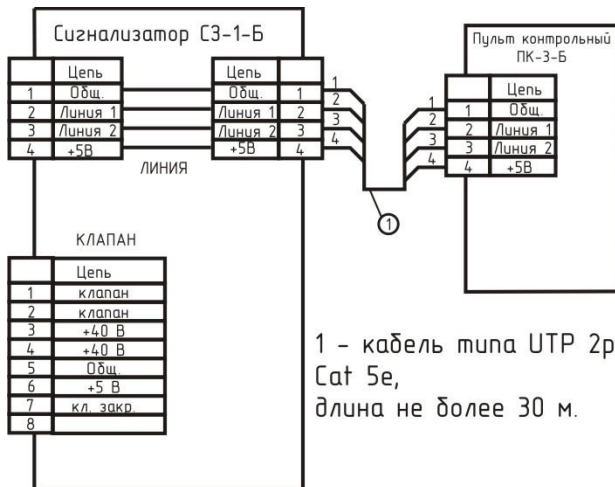 Сигнализатор СЗ-1-Б
Цепь
1 Общ.
2 Линия 1
3 Линия 2
4 +5В
Цепь
Общ. 1
Линия 1 2
Линия 2 3
+5В 4
ЛИНИЯ
1
2
3
4
1
Пульт контрольный
ПК-3-Б
1
2
3
4
Цепь
1 Общ.
2 Линия 1
3 Линия 2
4 +5В
КЛАПАН
Цепь
1 клапан
2 клапан
3 +40 В
4 +40 В
5 Общ.
6 +5 В
7 кл. закр.
8
1 - кабель типа UTP 2p
Cat 5e,
длина не более 30 м.